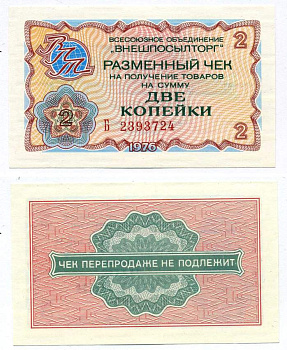 ВПТ
ВСЕСОЮЗНОЕ ОБЪЕДИНЕНИЕ
"ВНЕШПОСЫЛТОРГ"
2
РАЗМЕННЫЙ ЧЕК
НА ПОЛУЧЕНИЕ ТОВАРОВ
НА СУММУ
ДВЕ
КОПЕЙКИ
2
Б 2393724
2
1976
ЧЕК ПЕРЕПРОДАЖЕ НЕ ПОДЛЕЖИТ